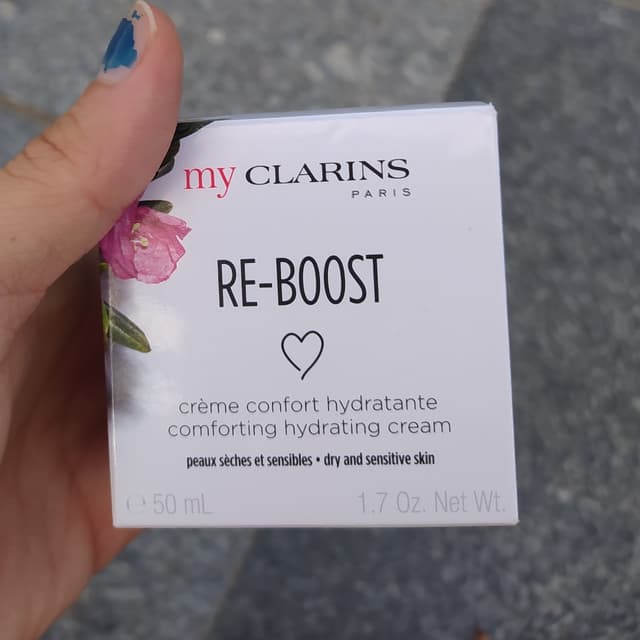 my CLARINS
PARIS
RE-BOOST
crème confort hydratante
comforting hydrating cream
peaux sèches et sensibles • dry and sensitive skin
℮ 50 mL 1.7 Oz. Net Wt.